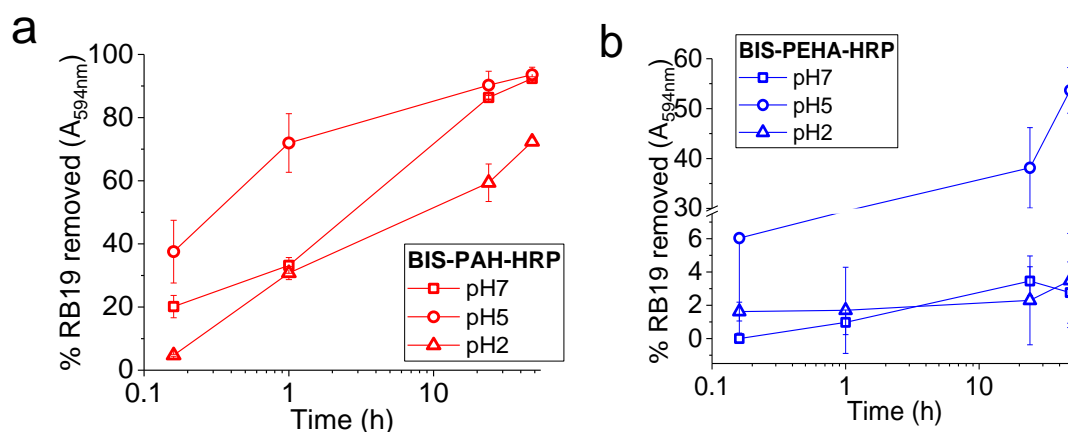 a
% RB19 removed (A594nm)
100
80
60
40
20
0
0.1
1
10
Time (h)
BIS-PAH-HRP
pH7
pH5
pH2
b
% RB19 removed (A594nm)
60
50
40
30
6
4
2
0
0.1
1
10
Time (h)
BIS-PEHA-HRP
pH7
pH5
pH2